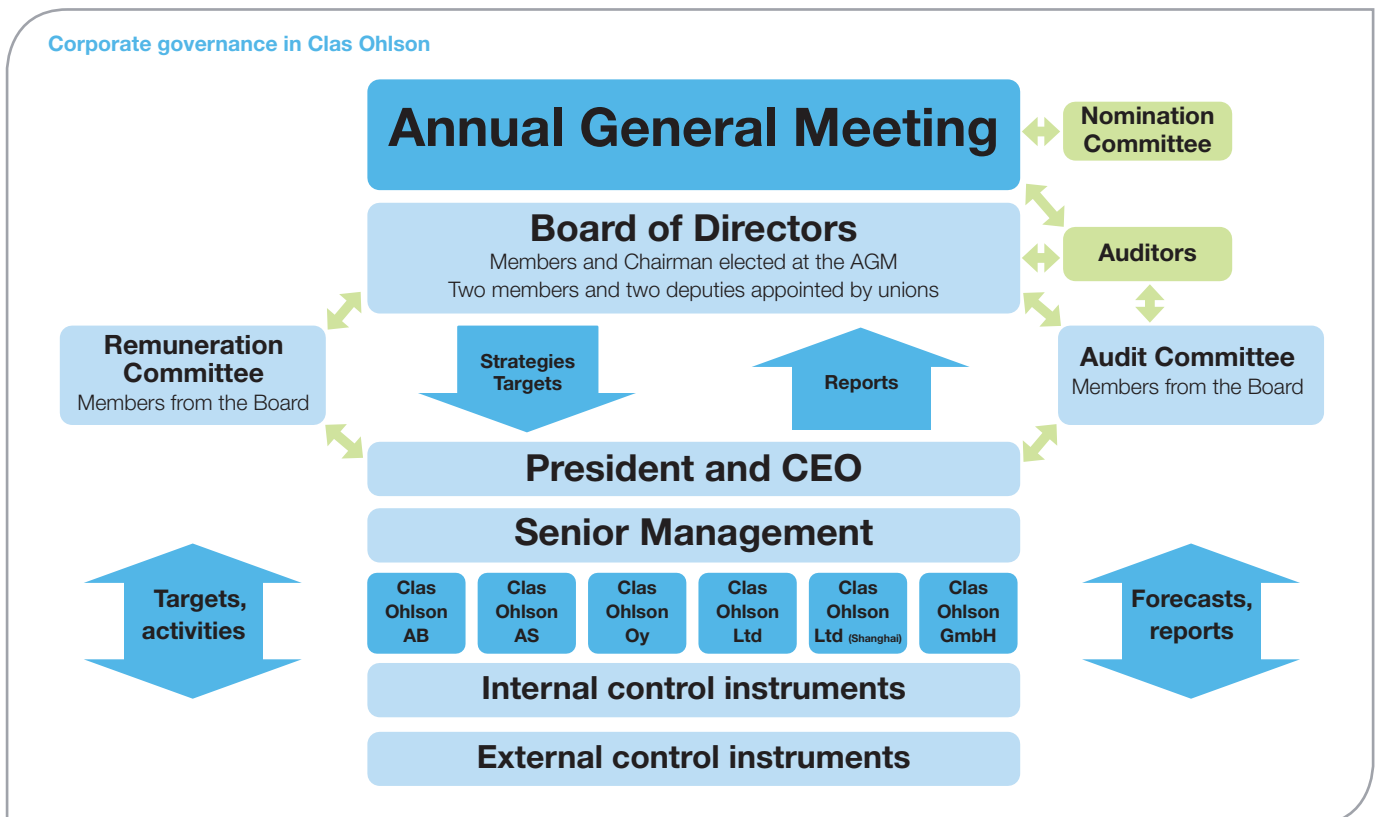 Corporate governance in Clas Ohlson
Annual General Meeting
Nomination
Committee
Board of Directors
Members and Chairman elected at the AGM
Two members and two deputies appointed by unions
Auditors
Remuneration
Committee
Members from the Board
Strategies
Targets
Reports
Audit Committee
Members from the Board
President and CEO
Senior Management
Targets,
activities
Clas
Ohlson
AB
Clas
Ohlson
AS
Clas
Ohlson
Oy
Clas
Ohlson
Ltd
Clas
Ohlson
Ltd (Shanghai)
Clas
Ohlson
GmbH
Forecasts,
reports
Internal control instruments
External control instruments